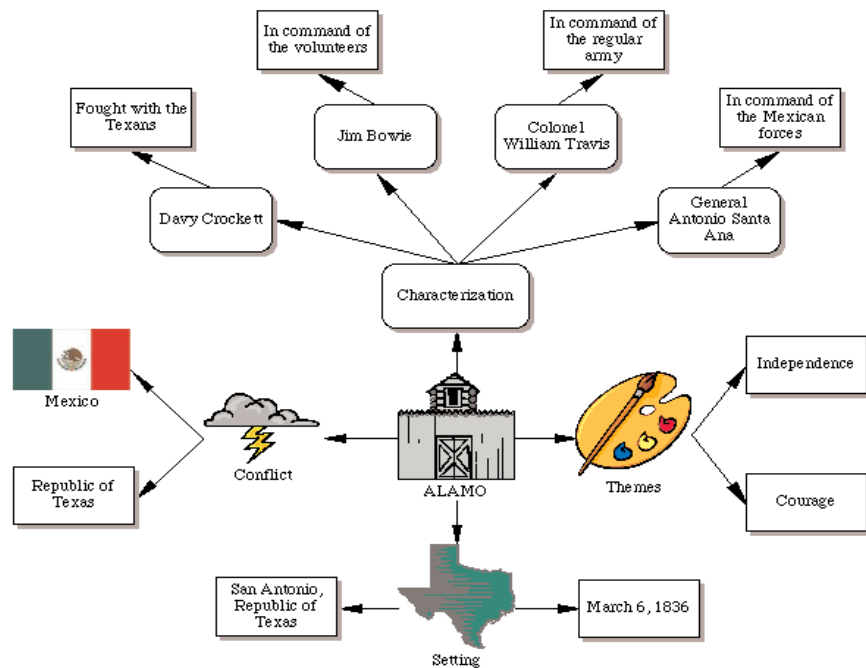 In command of
the volunteers
In command of
the regular
army
Fought with the
Texans
In command of
the Mexican
forces
Jim Bowie
Colonel
William Travis
Davy Crockett
General
Antonio Santa
Ana
Characterization
Mexico
Independence
Republic of
Texas
Conflict
ALAMO
Themes
Courage
San Antonio,
Republic of
Texas
March 6, 1836
Setting